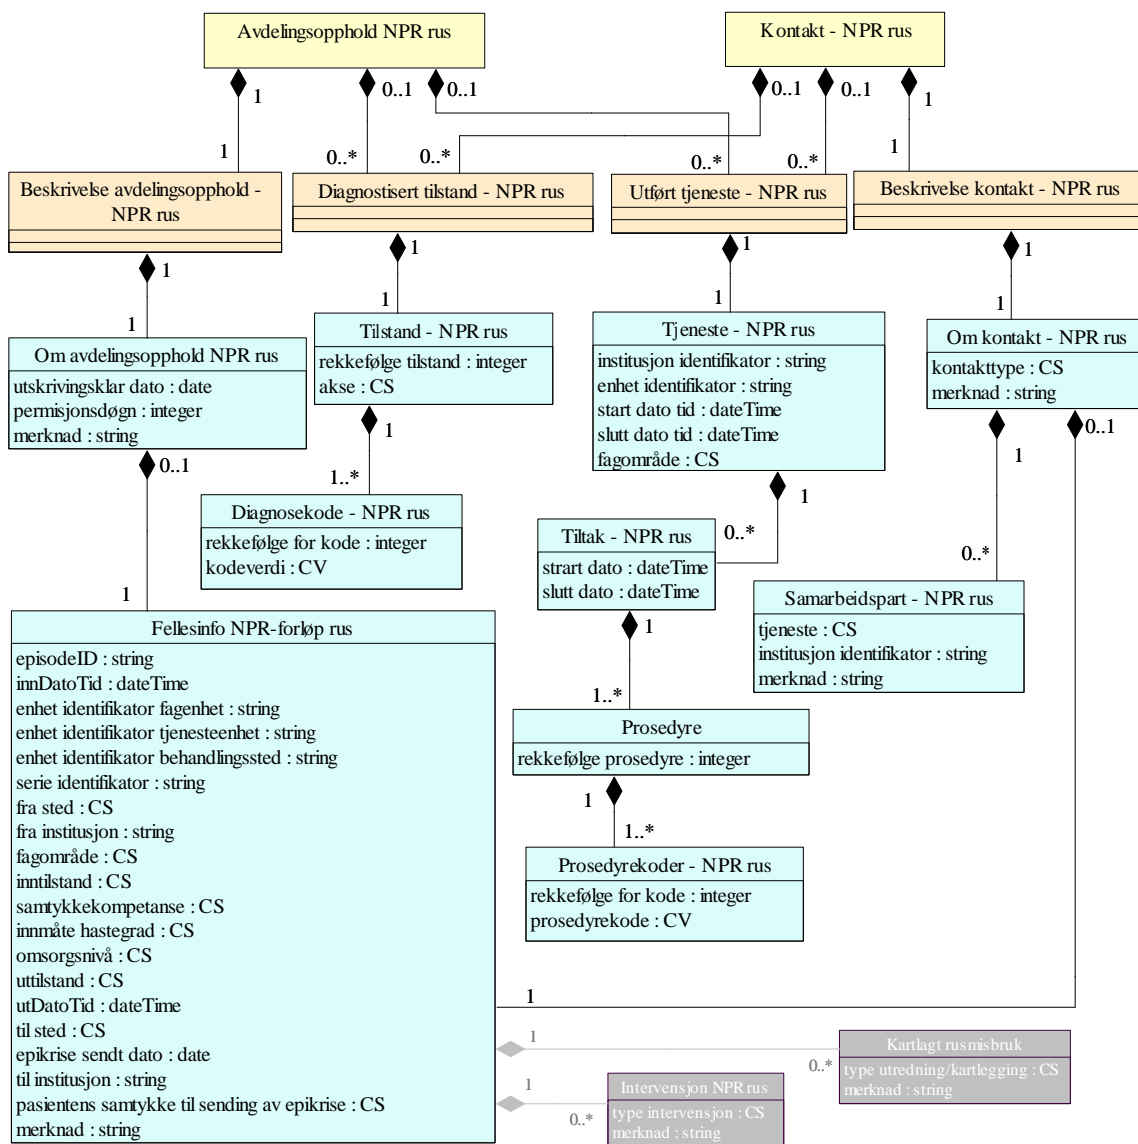 Avdelingsopphold NPR rus
Kontakt - NPR rus
1
0..1
0..1
0..1
0..1
1
1
0..*
0..*
0..*
0..*
1
Beskrivelse avdelingsopphold -
NPR rus
Diagnostisert tilstand - NPR rus
Utført tjeneste - NPR rus
Beskrivelse kontakt - NPR rus
1
1
1
1
1
1
1
1
Om avdelingsopphold NPR rus
utskrivingsklar dato : date
permisjonsdøgn : integer
merknad : string
Tilstand - NPR rus
rekkefølge tilstand : integer
akse : CS
Tjeneste - NPR rus
institusjon identifikator : string
enhet identifikator : string
start dato tid : dateTime
slutt dato tid : dateTime
fagområde : CS
Om kontakt - NPR rus
kontakttype : CS
merknad : string
0..1
1
1
1
0..1
1..*
0..*
0..*
1
Diagnosekode - NPR rus
rekkefølge for kode : integer
kodeverdi : CV
Tiltak - NPR rus
strart dato : dateTime
slutt dato : dateTime
Samarbeidspart - NPR rus
tjeneste : CS
institusjon identifikator : string
merknad : string
1
1..*
Prosedyre
rekkefølge prosedyre : integer
1
1..*
Prosedyrekoder - NPR rus
rekkefølge for kode : integer
prosedyrekode : CV
Fellesinfo NPR-forløp rus
episodeID : string
innDatoTid : dateTime
enhet identifikator fagenhet : string
enhet identifikator tjenesteenhet : string
enhet identifikator behandlingssted : string
serie identifikator : string
fra sted : CS
fra institusjon : string
fagområde : CS
inntilstand : CS
samtykkekompetanse : CS
innmåte hastegrad : CS
omsorgsnivå : CS
uttilstand : CS
utDatoTid : dateTime
til sted : CS
epikrise sendt dato : date
til institusjon : string
pasientens samtykke til sending av epikrise : CS
merknad : string
1
1
0..*
Kartlagt rusmisbruk
type utredning/kartlegging : CS
merknad : string
1
0..*
Intervensjon NPR rus
type intervensjon : CS
merknad : string